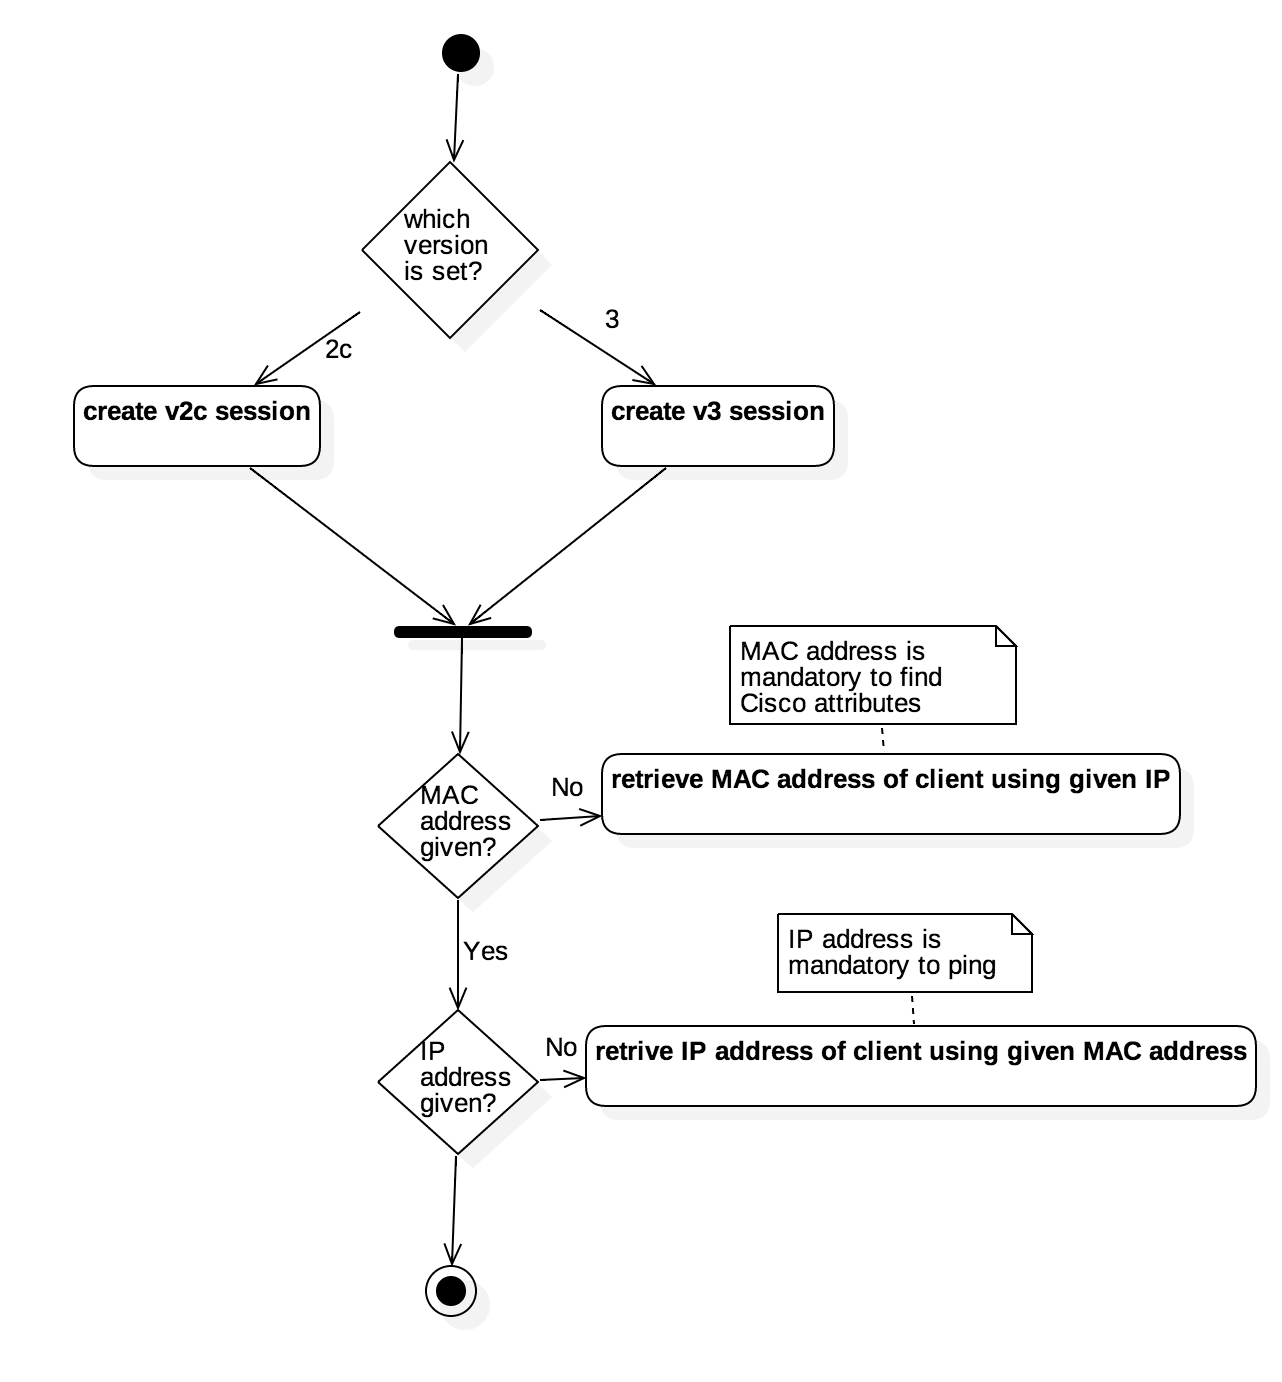 which
version
is set?
3
2c
create v2c session
create v3 session
MAC address is
mandatory to find
Cisco attributes
MAC
address
given?
No
retrieve MAC address of client using given IP
Yes
IP address is
mandatory to ping
IP
address
given?
No
retrive IP address of client using given MAC address